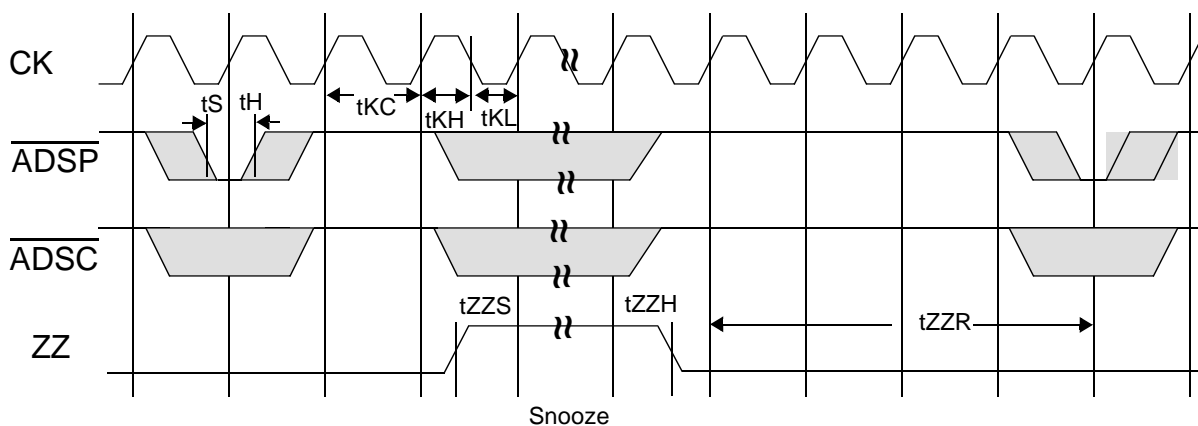 CK
tS
tH
tKC
tKH
tKL
ADSP
ADSC
tZZS
tZZH
tZZR
ZZ
Snooze